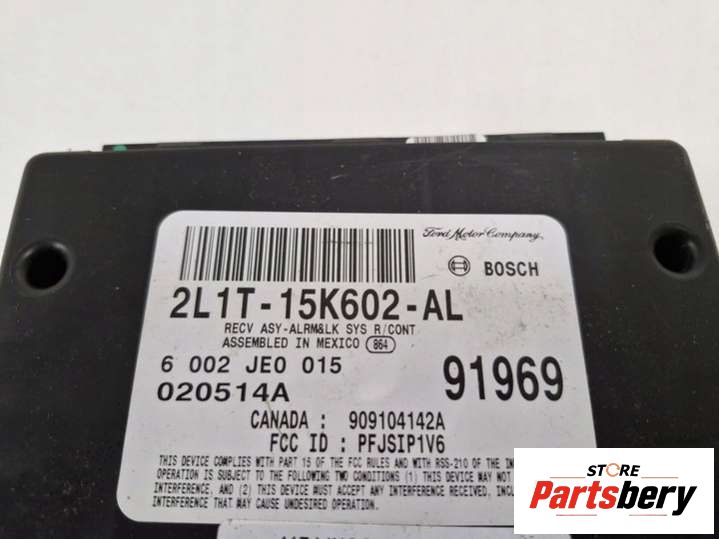 Ford Motor Company
BOSCH
2L1T-15K602-AL
RECV ASY-ALRM&LK SYS R/CONT
ASSEMBLED IN MEXICO 864
6 002 JE0 015
91969
020514A
CANADA : 909104142A
FCC ID : PFJSIP1V6
THIS DEVICE COMPLIES WITH PART 15 OF THE FCC RULES AND WITH RSS-210 OF THE IN
OPERATION IS SUBJECT TO THE FOLLOWING TWO CONDITIONS (1) THIS DEVICE MAY NOT
INTERFERENCE, AND (2) THIS DEVICE MUST ACCEPT ANY INTERFERENCE RECEIVED, INC
INTERFERENCE THAT MAY CAUSE UNDESIRED OPERATION.
STORE
Partsbery